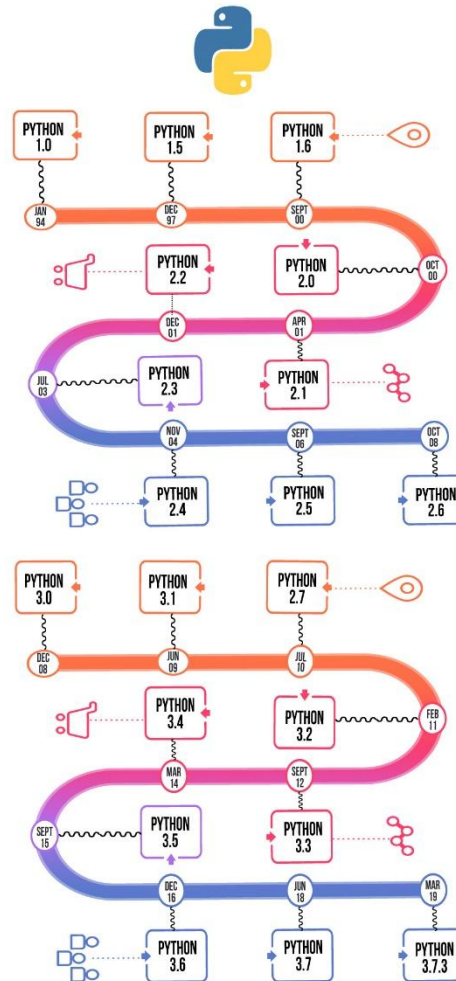 PYTHON
1.0
PYTHON
1.5
PYTHON
1.6
JAN
94
DEC
97
SEPT
00
PYTHON
2.2
PYTHON
2.0
OCT
00
DEC
01
APR
01
JUL
03
PYTHON
2.3
PYTHON
2.1
NOV
04
SEPT
06
OCT
08
PYTHON
2.4
PYTHON
2.5
PYTHON
2.6
PYTHON
3.0
PYTHON
3.1
PYTHON
2.7
DEC
08
JUN
09
JUL
10
PYTHON
3.4
PYTHON
3.2
FEB
11
MAR
14
SEPT
12
SEPT
15
PYTHON
3.5
PYTHON
3.3
DEC
16
JUN
18
MAR
19
PYTHON
3.6
PYTHON
3.7
PYTHON
3.7.3